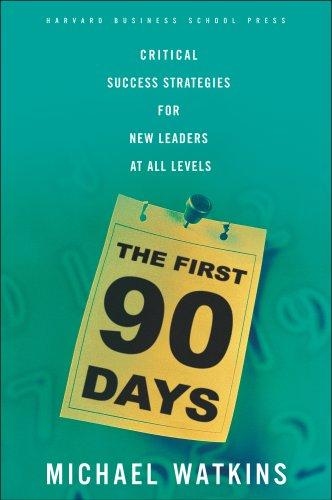 HARVARD BUSINESS SCHOOL PRESS
CRITICAL
SUCCESS STRATEGIES
FOR
NEW LEADERS
AT ALL LEVELS
THE FIRST
90
DAYS
MICHAEL WATKINS